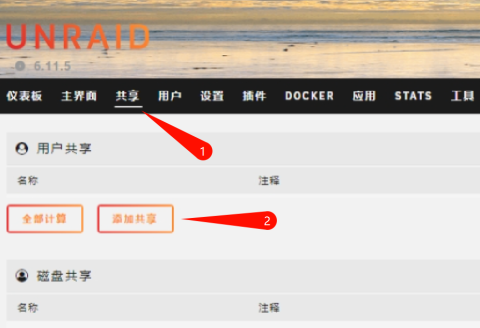 UNRAID
6.11.5
仪表板 主界面 共享 用户 设置 插件 DOCKER 应用 STATS 工具
1
用户共享
名称 注释
全部计算 添加共享 2
磁盘共享
名称 注释